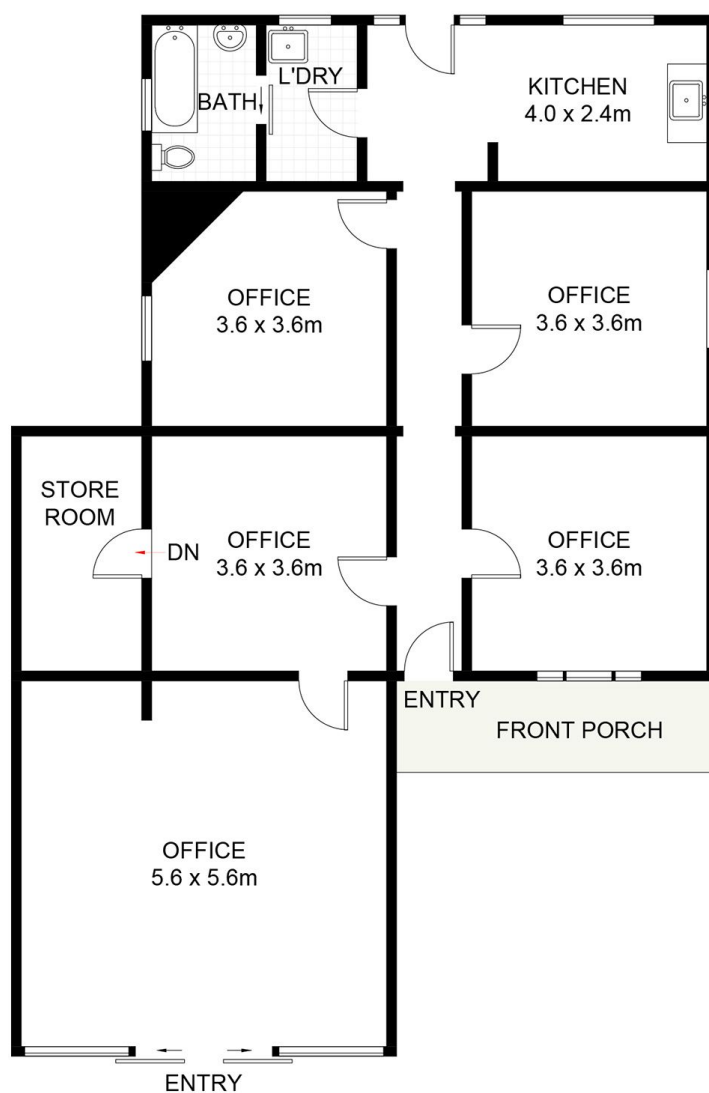 BATH
L'DRY
KITCHEN
4.0 x 2.4m
OFFICE
3.6 x 3.6m
OFFICE
3.6 x 3.6m
STORE
ROOM
DN
OFFICE
3.6 x 3.6m
OFFICE
3.6 x 3.6m
ENTRY
FRONT PORCH
OFFICE
5.6 x 5.6m
ENTRY